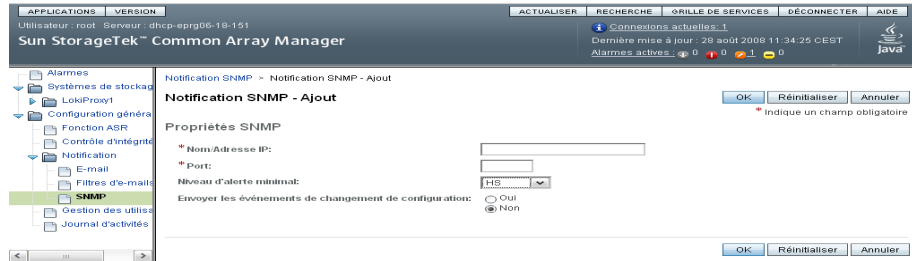 APPLICATIONS VERSION ACTUALISER RECHERCHE GRILLE DE SERVICES DÉCONNECTER AIDE
Utilisateur : root Serveur : dhcp-eprg06-18-151
Sun StorageTek™ Common Array Manager
Connexions actuelles: 1
Dernière mise à jour : 28 août 2008 11:34:25 CEST
Alarmes actives : 0 0 1 0
Java
Alarmes
Systèmes de stockag
LokiProxy1
Configuration généra
Fonction ASR
Contrôle d'intégrité
Notification
E-mail
Filtres d'e-mails
SNMP
Gestion des utilisa
Journal d'activités
Notification SNMP > Notification SNMP - Ajout
Notification SNMP - Ajout
OK Réinitialiser Annuler
* Indique un champ obligatoire
Propriétés SNMP
* Nom/Adresse IP:
* Port:
Niveau d'alerte minimal: HS
Envoyer les événements de changement de configuration: Oui
Non
OK Réinitialiser Annuler